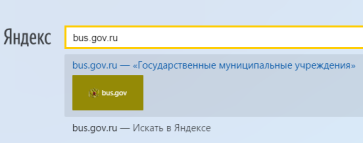 Яндекс
bus.gov.ru
bus.gov.ru — «Государственные муниципальные учреждения»
bus.gov
bus.gov.ru — Искать в Яндексе